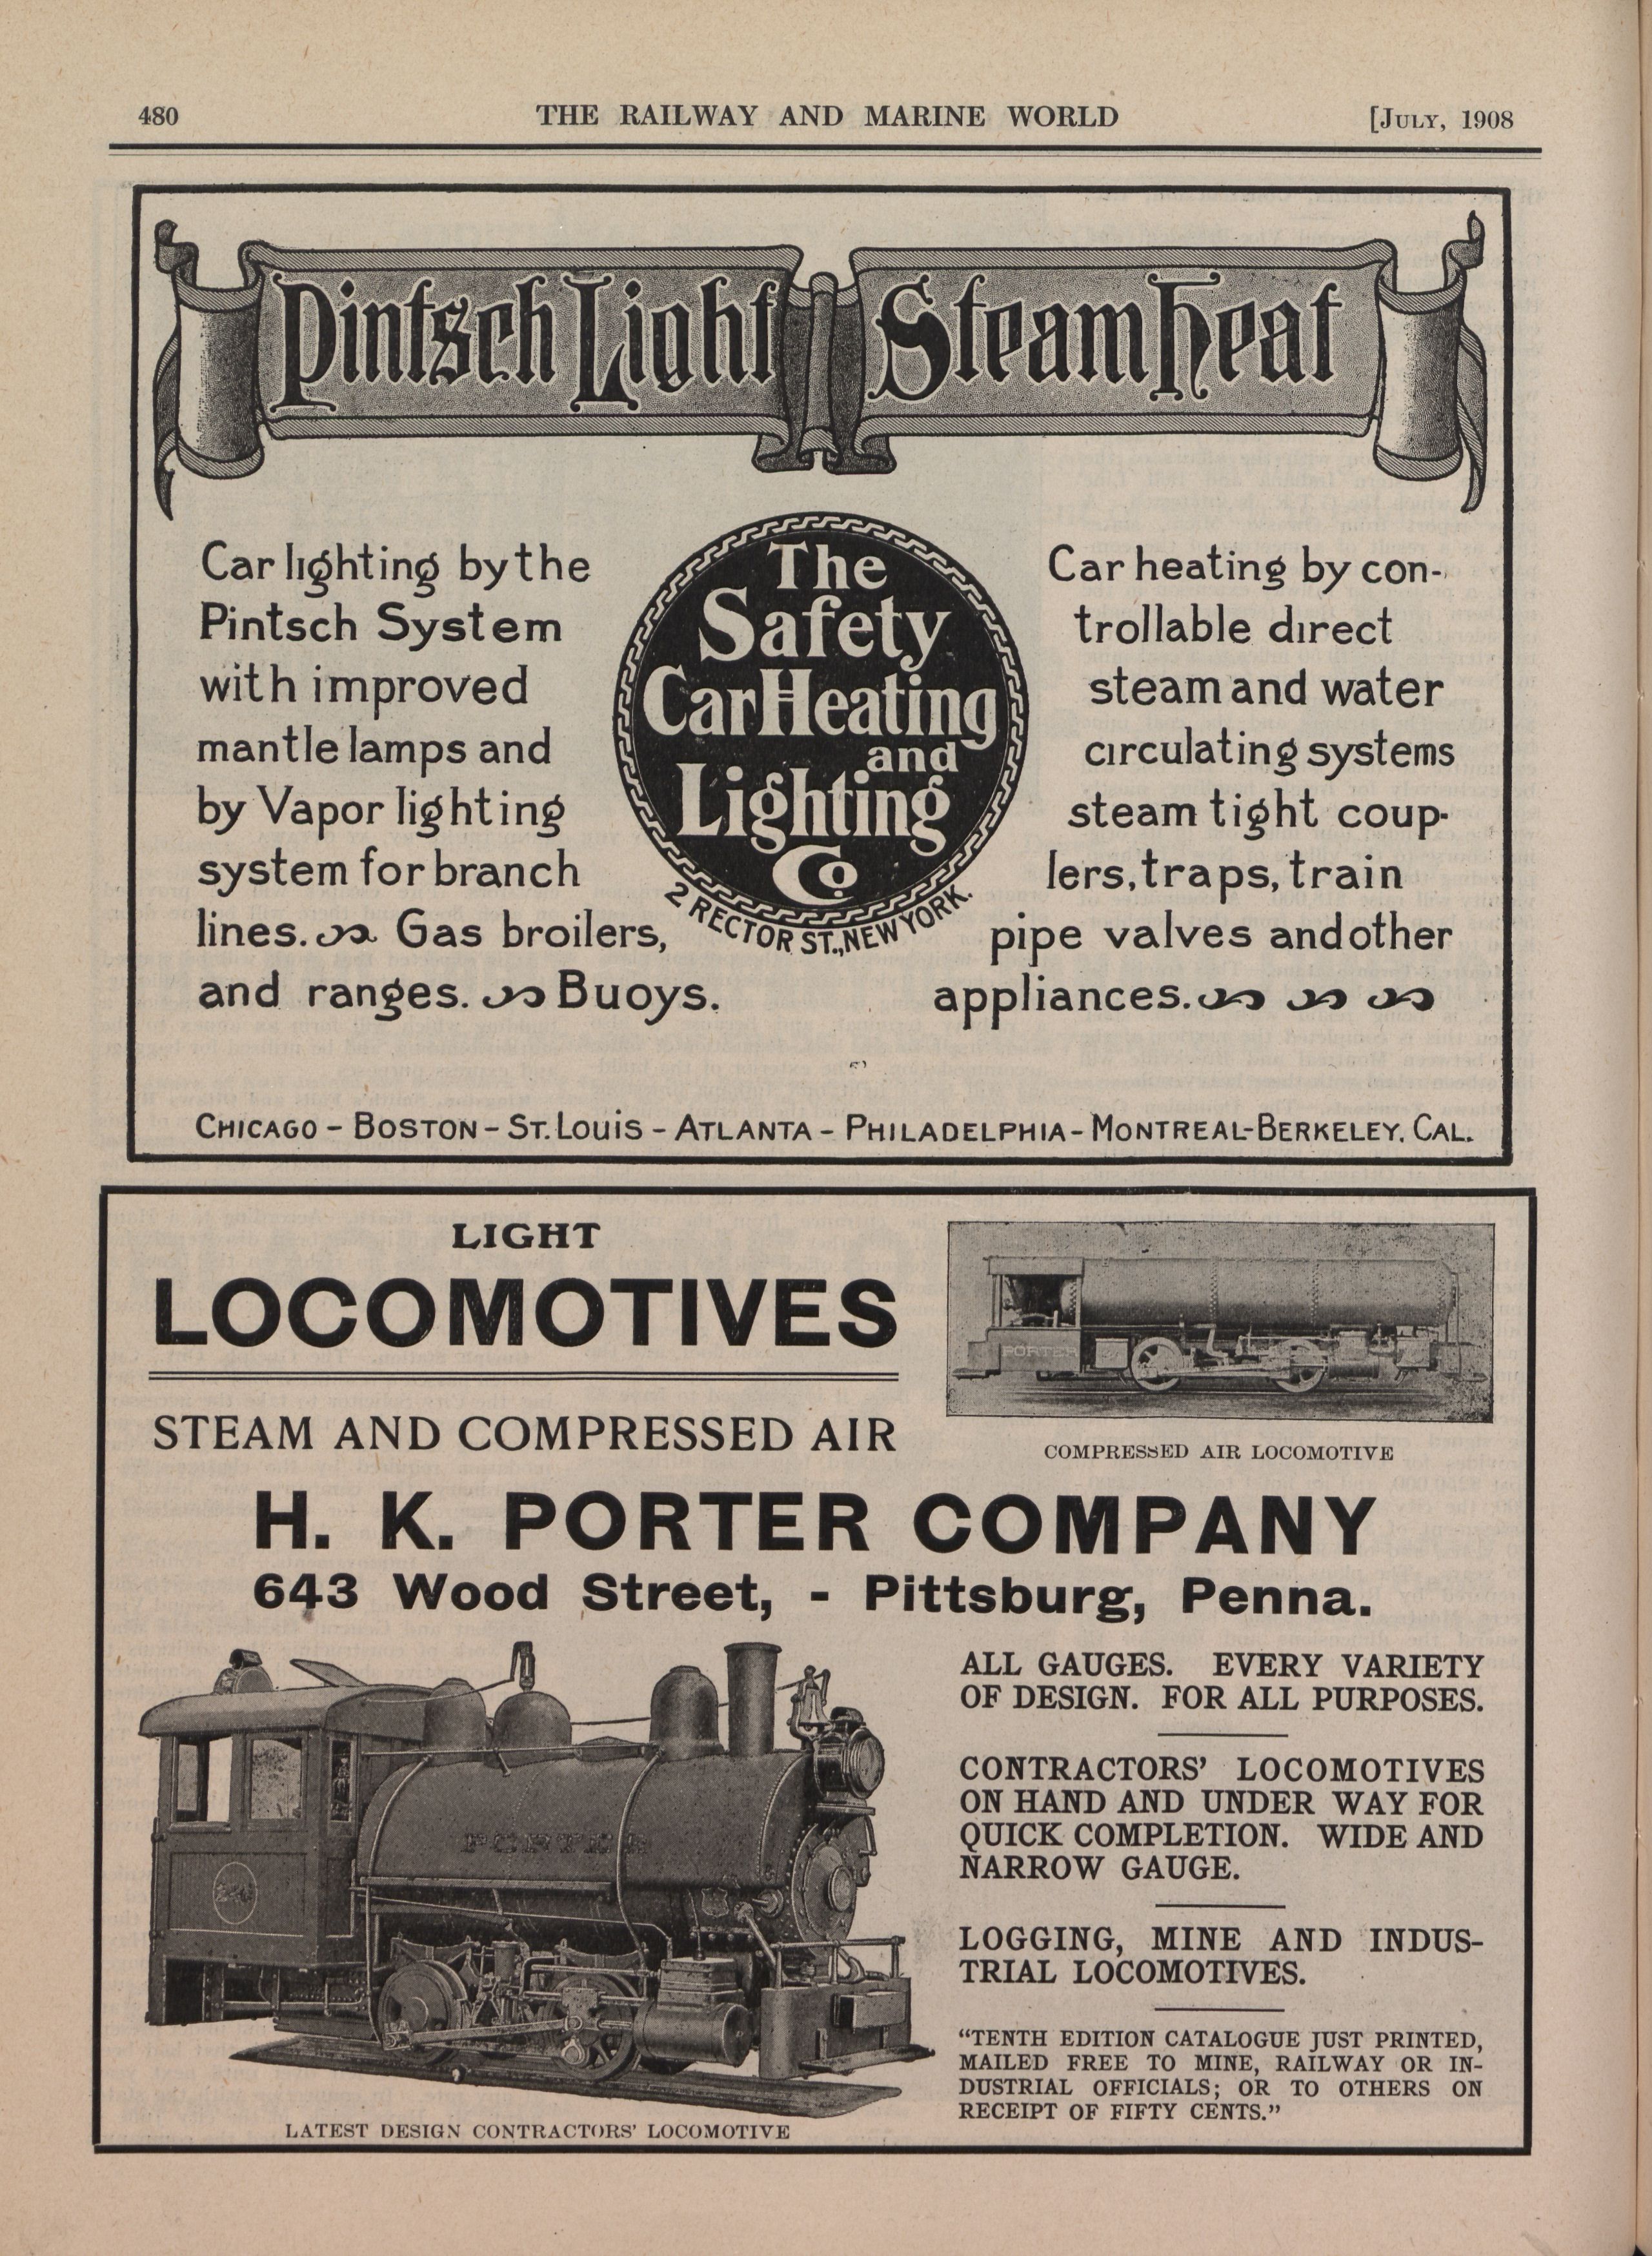 480
THE RAILWAY AND MARINE WORLD
[JULY, 1908
Pintsch Light Steam heat
Car lighting by the
Pintsch System
with improved
mantle lamps and
by Vapor lighting
system for branch
lines. Gas broilers,
and ranges. Buoys.
The
Safety
Car Heating
and
Lighting
Co.
2 RECTOR ST., NEW YORK.
Car heating by con-
trollable direct
steam and water
circulating systems
steam tight coup-
lers, traps, train
pipe valves and other
appliances.
CHICAGO - BOSTON - ST. LOUIS - ATLANTA - PHILADELPHIA - MONTREAL - BERKELEY. CAL.
LIGHT
LOCOMOTIVES
STEAM AND COMPRESSED AIR
PORTER
COMPRESSED AIR LOCOMOTIVE
H. K. PORTER COMPANY
643 Wood Street, - Pittsburg, Penna.
PORTER
LATEST DESIGN CONTRACTORS' LOCOMOTIVE
ALL GAUGES. EVERY VARIETY
OF DESIGN. FOR ALL PURPOSES.
CONTRACTORS' LOCOMOTIVES
ON HAND AND UNDER WAY FOR
QUICK COMPLETION. WIDE AND
NARROW GAUGE.
LOGGING, MINE AND INDUS-
TRIAL LOCOMOTIVES.
"TENTH EDITION CATALOGUE JUST PRINTED,
MAILED FREE TO MINE, RAILWAY OR IN-
DUSTRIAL OFFICIALS; OR TO OTHERS ON
RECEIPT OF FIFTY CENTS."